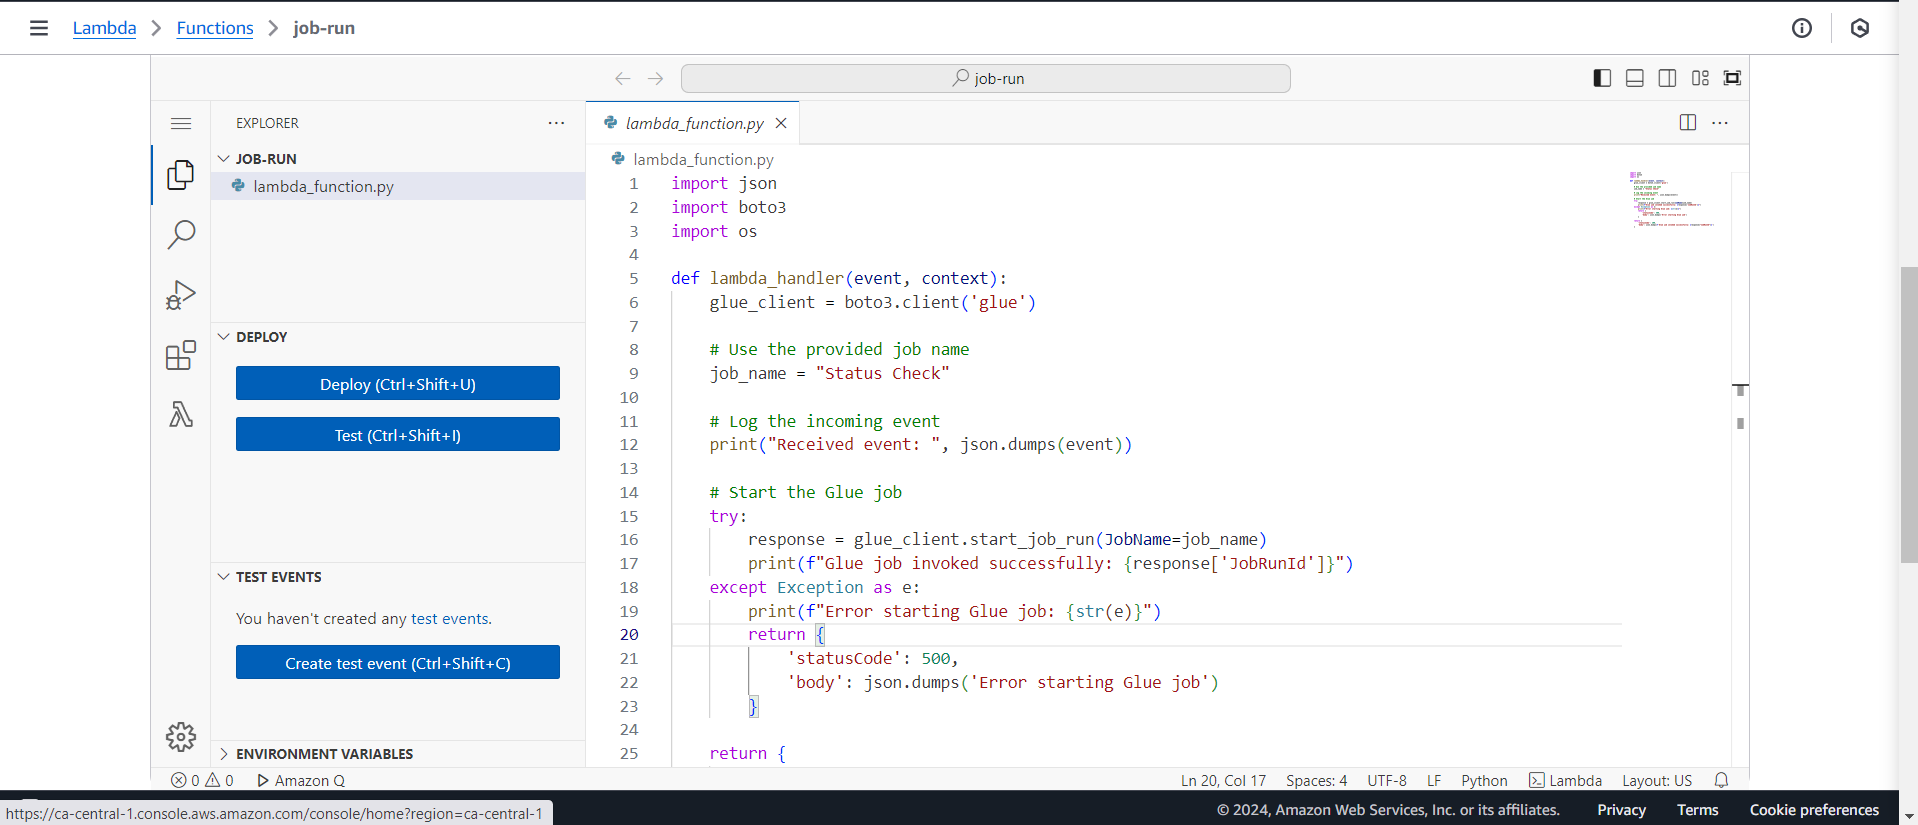 Lambda > Functions > job-run
job-run
EXPLORER
lambda_function.py
JOB-RUN
lambda_function.py
DEPLOY
Deploy (Ctrl+Shift+U)
Test (Ctrl+Shift+I)
TEST EVENTS
You haven't created any test events.
Create test event (Ctrl+Shift+C)
ENVIRONMENT VARIABLES
lambda_function.py
1 import json
2 import boto3
3 import os
4
5 def lambda_handler(event, context):
6     glue_client = boto3.client('glue')
7
8     # Use the provided job name
9     job_name = "Status Check"
10
11     # Log the incoming event
12     print("Received event: ", json.dumps(event))
13
14     # Start the Glue job
15     try:
16         response = glue_client.start_job_run(JobName=job_name)
17         print(f"Glue job invoked successfully: {response['JobRunId']}")
18     except Exception as e:
19         print(f"Error starting Glue job: {str(e)}")
20         return {
21             'statusCode': 500,
22             'body': json.dumps('Error starting Glue job')
23         }
24
25     return {
0 0 Amazon Q
Ln 20, Col 17 Spaces: 4 UTF-8 LF Python Lambda Layout: US
https://ca-central-1.console.aws.amazon.com/console/home?region=ca-central-1
© 2024, Amazon Web Services, Inc. or its affiliates. Privacy Terms Cookie preferences